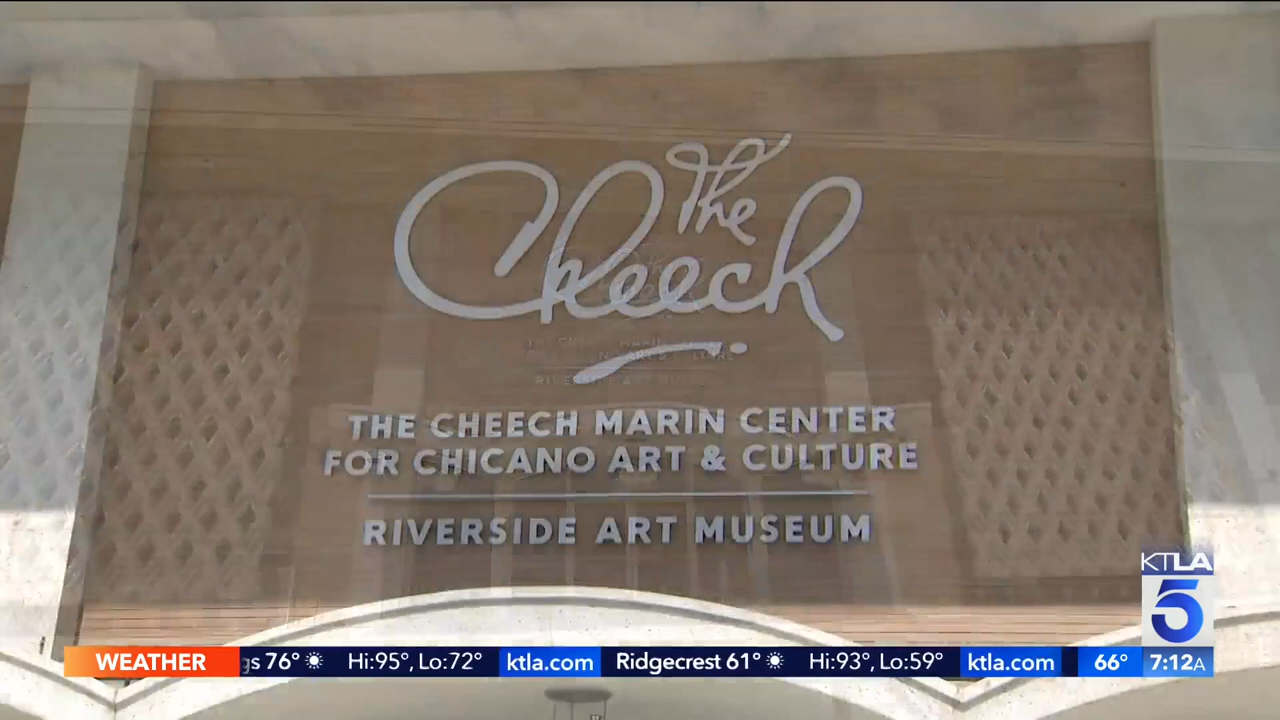 The
Cheech
THE CHEECH MARIN CENTER
FOR CHICANO ART & CULTURE
RIVERSIDE ART MUSEUM
KTLA
5
WEATHER
gs 76° Hi:95°, Lo:72° ktla.com Ridgecrest 61° Hi:93°, Lo:59° ktla.com 66° 7:12A